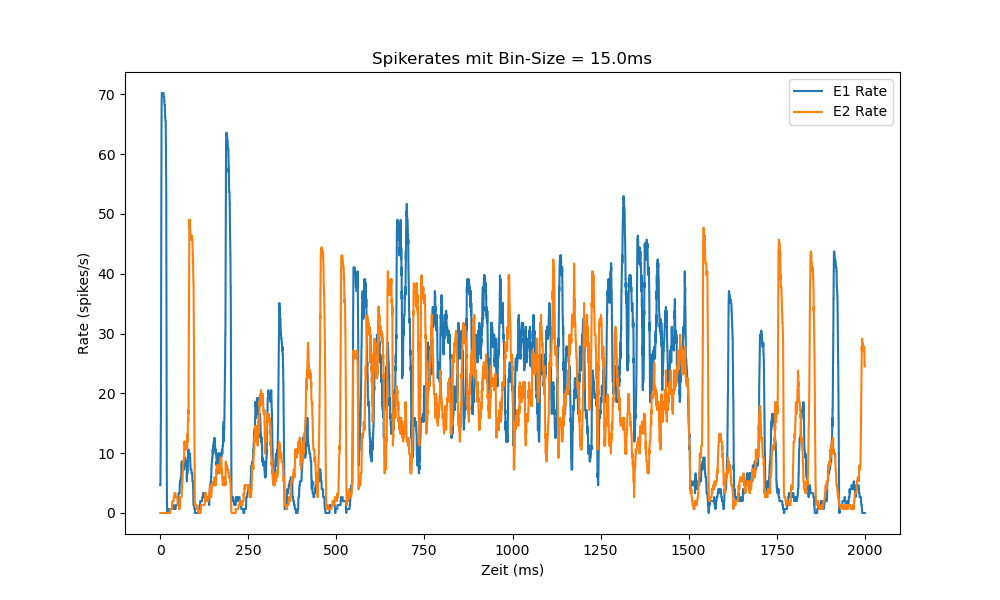 Spikerates mit Bin-Size = 15.0ms
E1 Rate
E2 Rate
Rate (spikes/s)
70
60
50
40
30
20
10
0
0 250 500 750 1000 1250 1500 1750 2000
Zeit (ms)